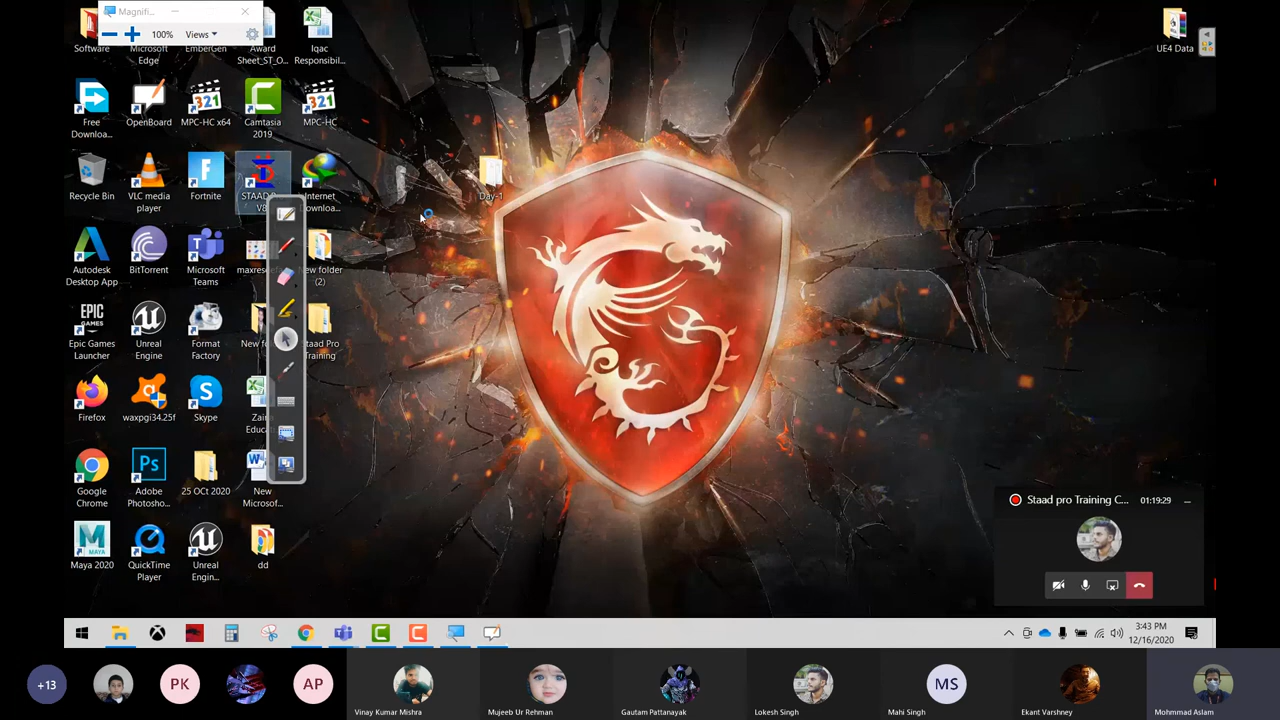 Magnifi...
100%
Views
Software
Microsoft
Edge
EmberGen
Award
Sheet_ST_O...
Iqac
Responsibil...
UE4 Data
Free
Downloa...
OpenBoard
MPC-HC x64
Camtasia
2019
MPC-HC
Recycle Bin
VLC media
player
Fortnite
Internet
Downloa...
Day-1
Autodesk
Desktop App
BitTorrent
Microsoft
Teams
New folder
(2)
Epic Games
Launcher
Unreal
Engine
Format
Factory
Staad Pro
Training
Firefox
waxpgi34.25f
Skype
Google
Chrome
Adobe
Photosho...
25 OCt 2020
New
Microsof...
Maya 2020
QuickTime
Player
Unreal
Engin...
dd
Staad pro Training C...
01:19:29
3:43 PM
12/16/2020
+13
PK
AP
MS
Vinay Kumar Mishra
Mujeeb Ur Rehman
Gautam Pattanayak
Lokesh Singh
Mahi Singh
Ekant Varshney
Mohmmad Aslam